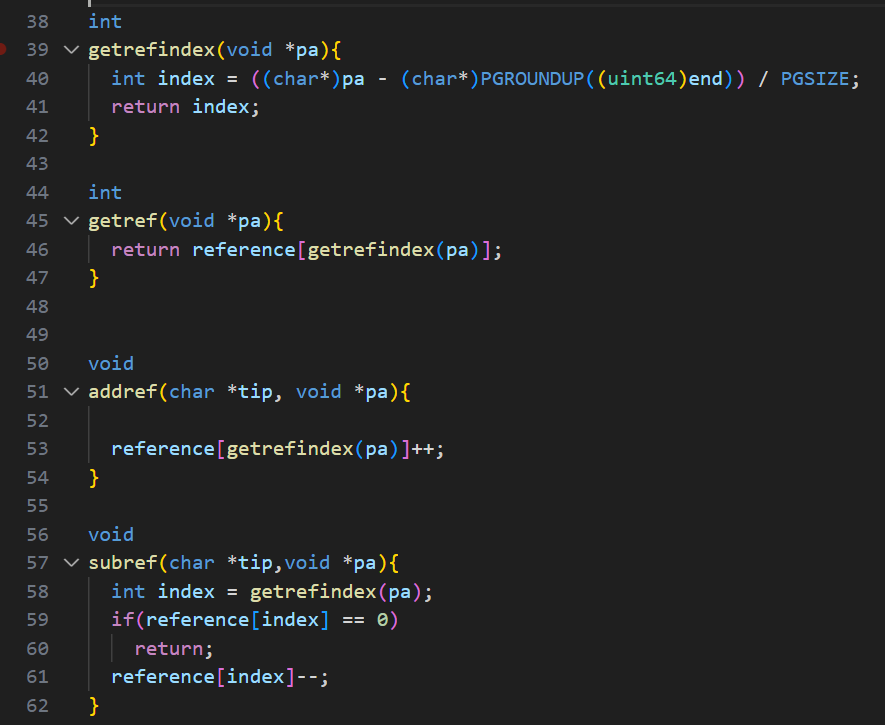 38 int
39 getrefindex(void *pa){
40   int index = ((char*)pa - (char*)PGROUNDUP((uint64)end)) / PGSIZE;
41   return index;
42 }
43
44 int
45 getref(void *pa){
46   return reference[getrefindex(pa)];
47 }
48
49
50 void
51 addref(char *tip, void *pa){
52
53   reference[getrefindex(pa)]++;
54 }
55
56 void
57 subref(char *tip,void *pa){
58   int index = getrefindex(pa);
59   if(reference[index] == 0)
60     return;
61   reference[index]--;
62 }